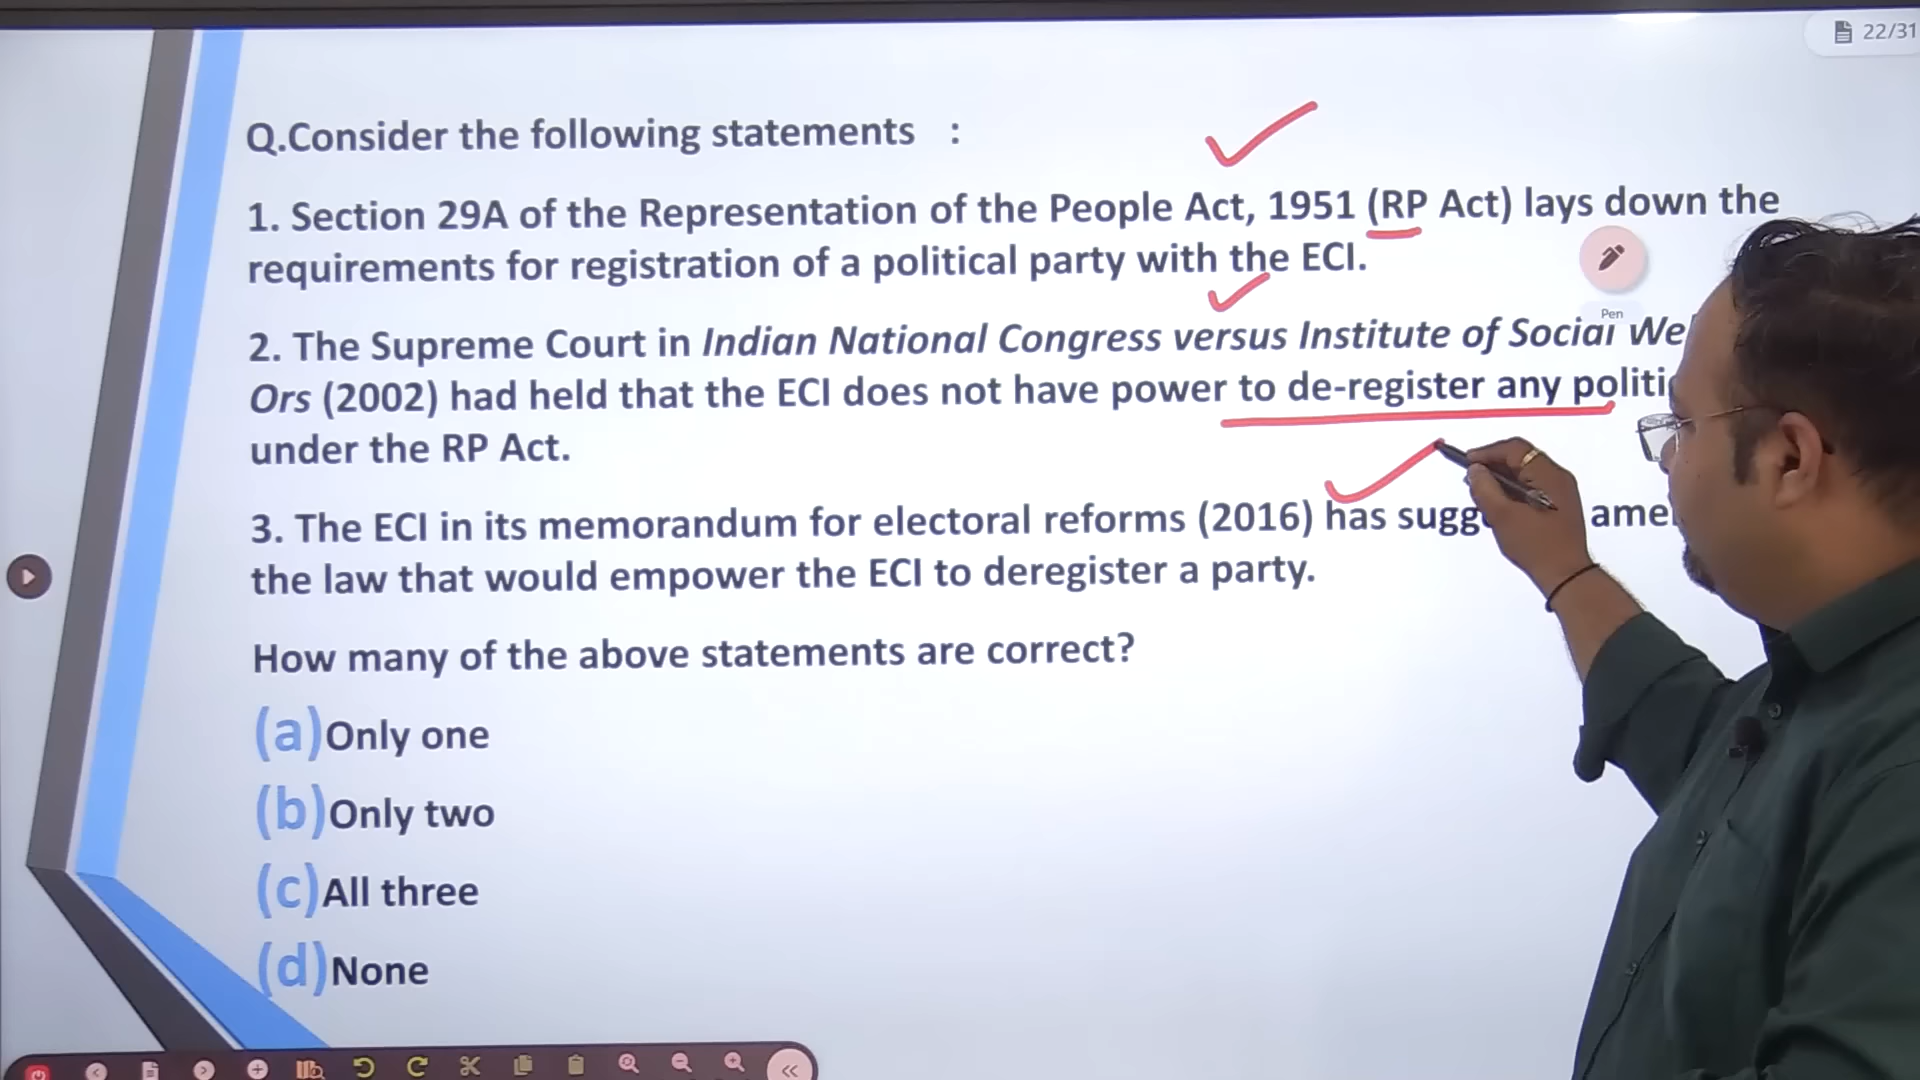 22/31
Q.Consider the following statements :
1. Section 29A of the Representation of the People Act, 1951 (RP Act) lays down the
requirements for registration of a political party with the ECI.
Pen
2. The Supreme Court in Indian National Congress versus Institute of Social
Ors (2002) had held that the ECI does not have power to de-register any
under the RP Act.
3. The ECI in its memorandum for electoral reforms (2016) has
the law that would empower the ECI to deregister a party.
How many of the above statements are correct?
(a)Only one
(b)Only two
(c)All three
(d)None